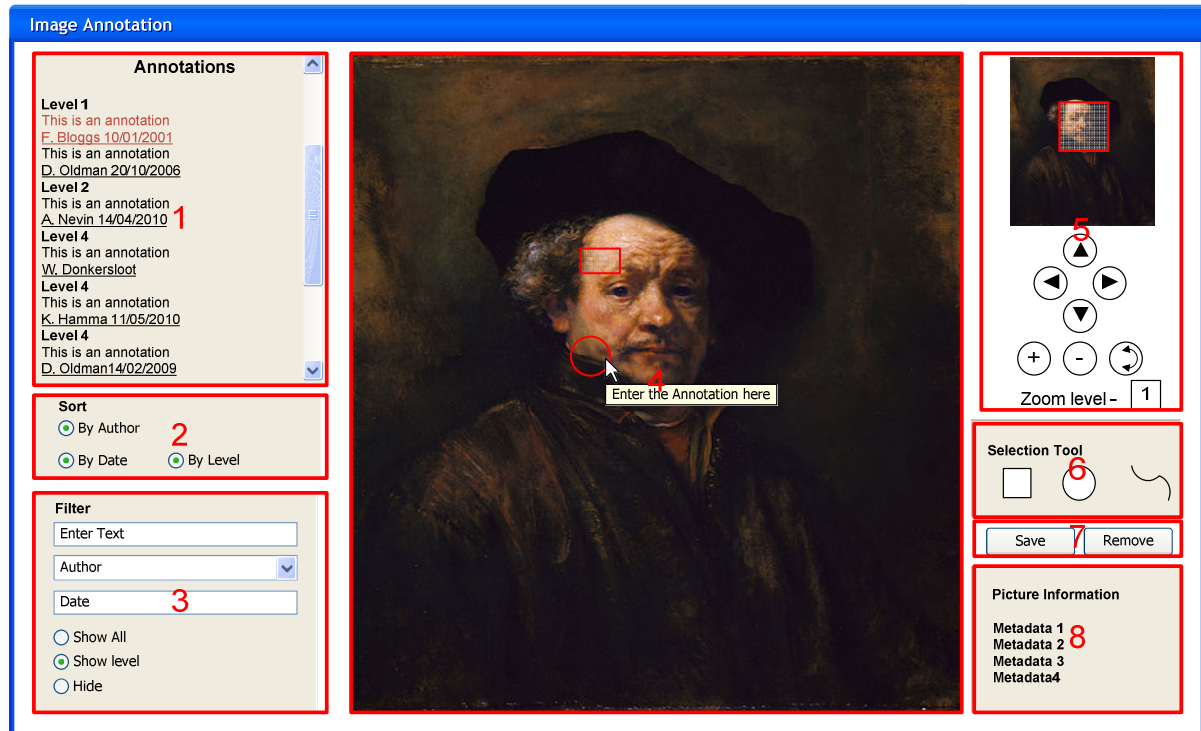 Image Annotation
Annotations
Level 1
This is an annotation
F. Bloggs 10/01/2001
This is an annotation
D. Oldman 20/10/2006
Level 2
This is an annotation
A. Nevin 14/04/2010
1
Level 4
This is an annotation
W, Donkersloot
Level 4
This is an annotation
K. Hamma 11/05/2010
Level 4
This is an annotation
D. Oldman14/02/2009
Sort
By Author
2
By Date
By Level
Filter
Enter Text
Author
Date
3
Show All
Show level
Hide
4
Enter the Annotation here
5
+ -
Zoom level - 1
Selection Tool
6
Save
7
Remove
Picture Information
Metadata 1
8
Metadata 2
Metadata 3
Metadata4